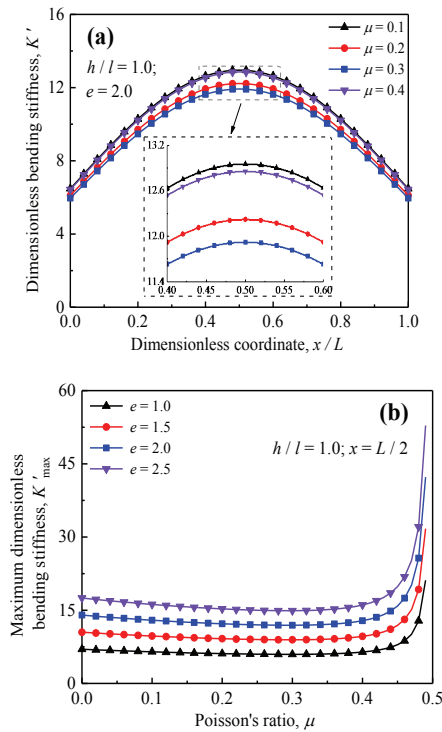 (a)
h / l = 1.0;
e = 2.0
μ = 0.1
μ = 0.2
μ = 0.3
μ = 0.4
Dimensionless bending stiffness, K ′
16
12
8
4
0
13.2
12.6
12.0
11.4
0.40 0.45 0.50 0.55 0.60
0.0 0.2 0.4 0.6 0.8 1.0
Dimensionless coordinate, x / L
(b)
e = 1.0
e = 1.5
e = 2.0
e = 2.5
h / l = 1.0; x = L / 2
Maximum dimensionless
bending stiffness, K ′max
60
45
30
15
0
0.0 0.1 0.2 0.3 0.4 0.5
Poisson's ratio, μ